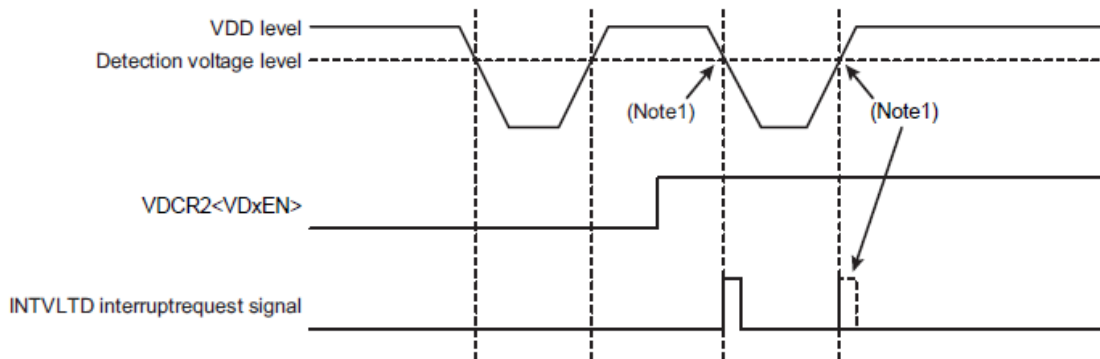 VDD level
Detection voltage level
(Note1)
(Note1)
VDCR2<VDxEN>
INTVLTD interruptrequest signal